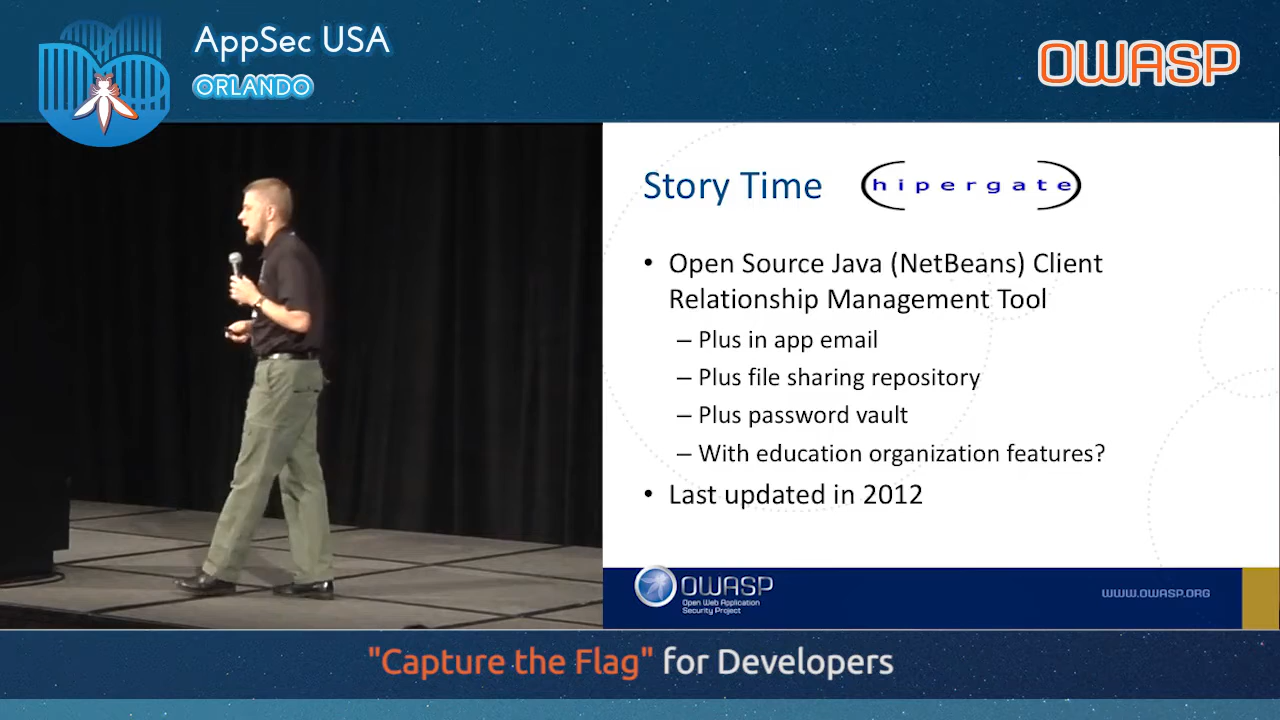 AppSec USA
ORLANDO
OWASP
Story Time
hipergate
• Open Source Java (NetBeans) Client
Relationship Management Tool
– Plus in app email
– Plus file sharing repository
– Plus password vault
– With education organization features?
• Last updated in 2012
OWASP
Open Web Application
Security Project
WWW.OWASP.ORG
"Capture the Flag" for Developers